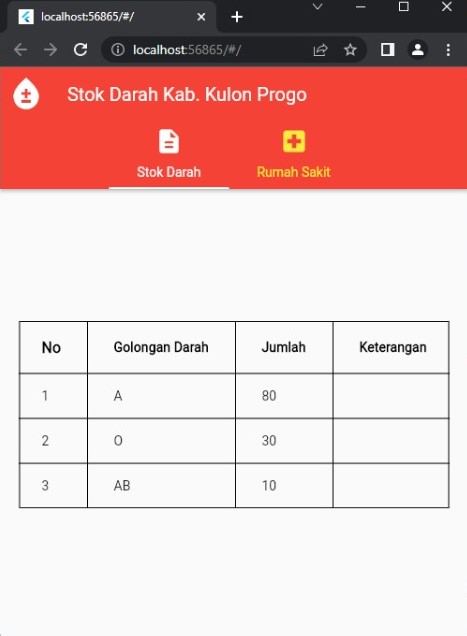 localhost:56865/#/
localhost:56865/#/
Stok Darah Kab. Kulon Progo
Stok Darah Rumah Sakit
No Golongan Darah Jumlah Keterangan
1 A 80
2 O 30
3 AB 10